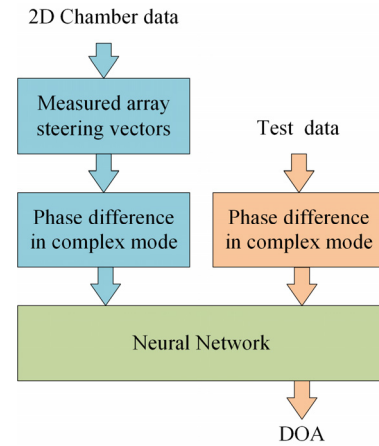 2D Chamber data
Measured array
steering vectors
Test data
Phase difference
in complex mode
Phase difference
in complex mode
Neural Network
DOA